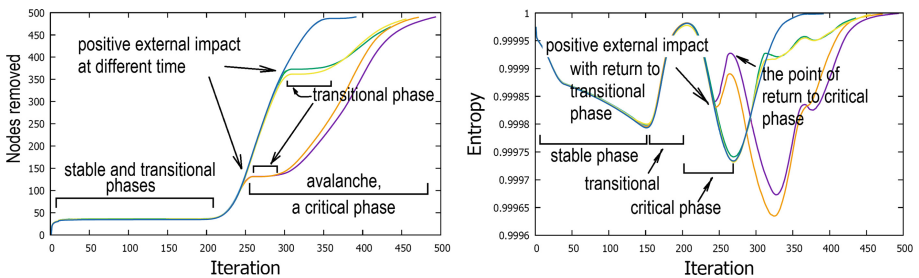 500
450
400
350
300
250
200
150
100
50
0
Nodes removed
positive external impact
at different time
transitional phase
stable and transitional
phases
avalanche,
a critical phase
0 50 100 150 200 250 300 350 400 450 500
Iteration
1
0.99995
0.9999
0.99985
0.9998
0.99975
0.9997
0.99965
0.9996
Entropy
positive external impact
with return to
transitional
phase
the point of
return to critical
phase
stable phase
transitional
critical phase
0 50 100 150 200 250 300 350 400 450 500
Iteration